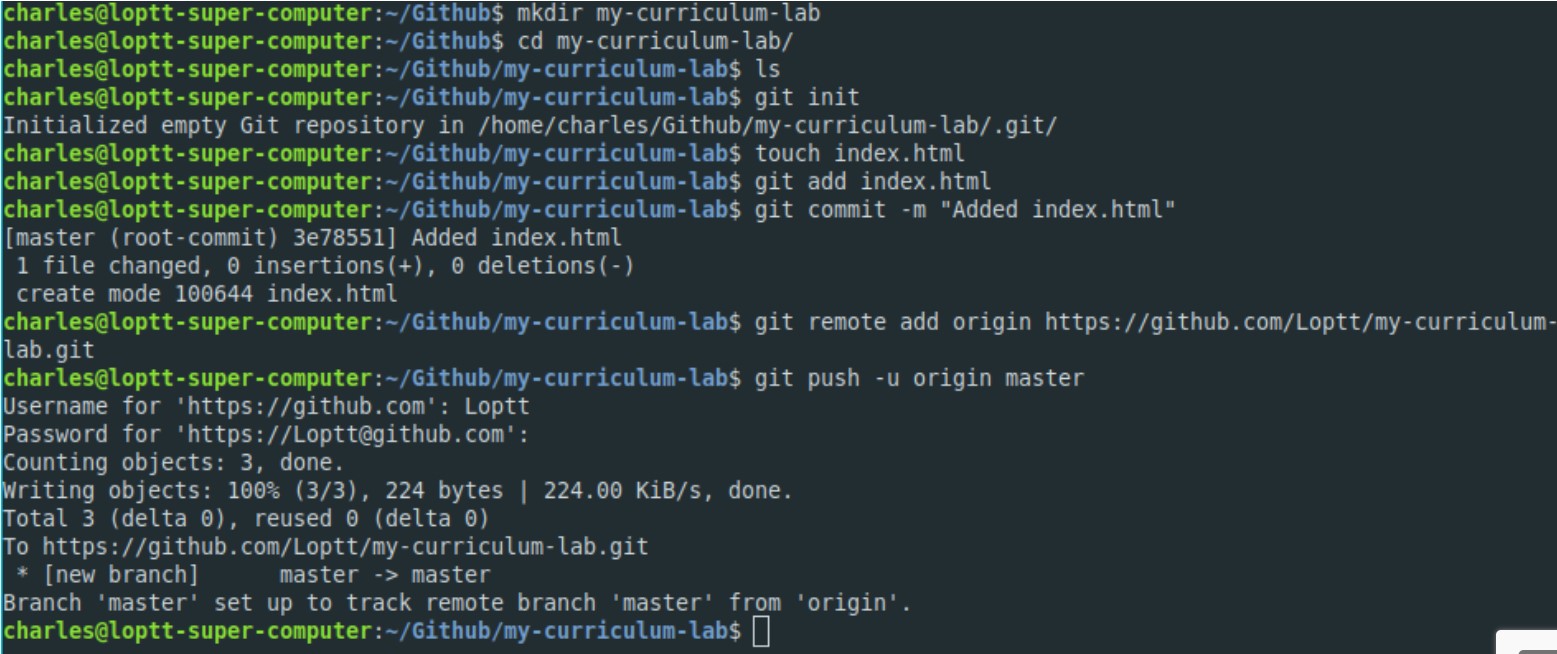 charles@loptt-super-computer:~/Github$ mkdir my-curriculum-lab
charles@loptt-super-computer:~/Github$ cd my-curriculum-lab/
charles@loptt-super-computer:~/Github/my-curriculum-lab$ ls
charles@loptt-super-computer:~/Github/my-curriculum-lab$ git init
Initialized empty Git repository in /home/charles/Github/my-curriculum-lab/.git/
charles@loptt-super-computer:~/Github/my-curriculum-lab$ touch index.html
charles@loptt-super-computer:~/Github/my-curriculum-lab$ git add index.html
charles@loptt-super-computer:~/Github/my-curriculum-lab$ git commit -m "Added index.html"
[master (root-commit) 3e78551] Added index.html
 1 file changed, 0 insertions(+), 0 deletions(-)
 create mode 100644 index.html
charles@loptt-super-computer:~/Github/my-curriculum-lab$ git remote add origin https://github.com/Loptt/my-curriculum-
lab.git
charles@loptt-super-computer:~/Github/my-curriculum-lab$ git push -u origin master
Username for 'https://github.com': Loptt
Password for 'https://Loptt@github.com':
Counting objects: 3, done.
Writing objects: 100% (3/3), 224 bytes | 224.00 KiB/s, done.
Total 3 (delta 0), reused 0 (delta 0)
To https://github.com/Loptt/my-curriculum-lab.git
 * [new branch]      master -> master
Branch 'master' set up to track remote branch 'master' from 'origin'.
charles@loptt-super-computer:~/Github/my-curriculum-lab$